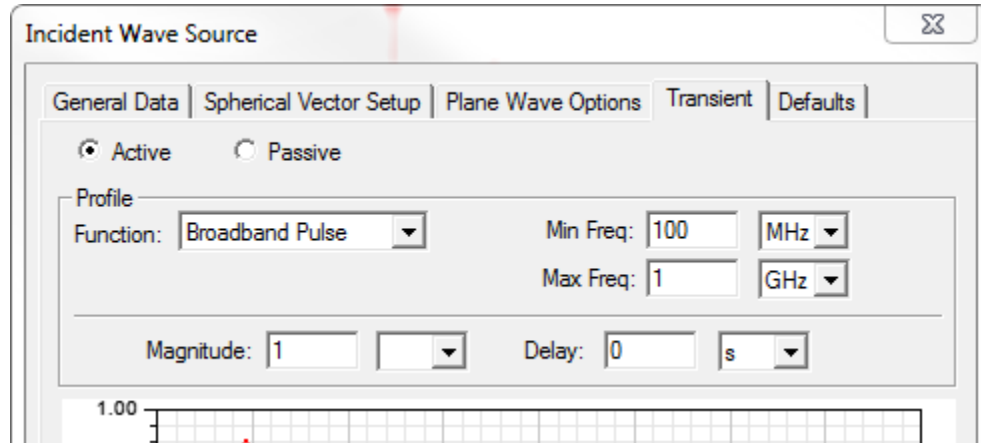 Incident Wave Source
General Data Spherical Vector Setup Plane Wave Options Transient Defaults
Active Passive
Profile
Function: Broadband Pulse Min Freq: 100 MHz
Max Freq: 1 GHz
Magnitude: 1 Delay: 0 s
1.00